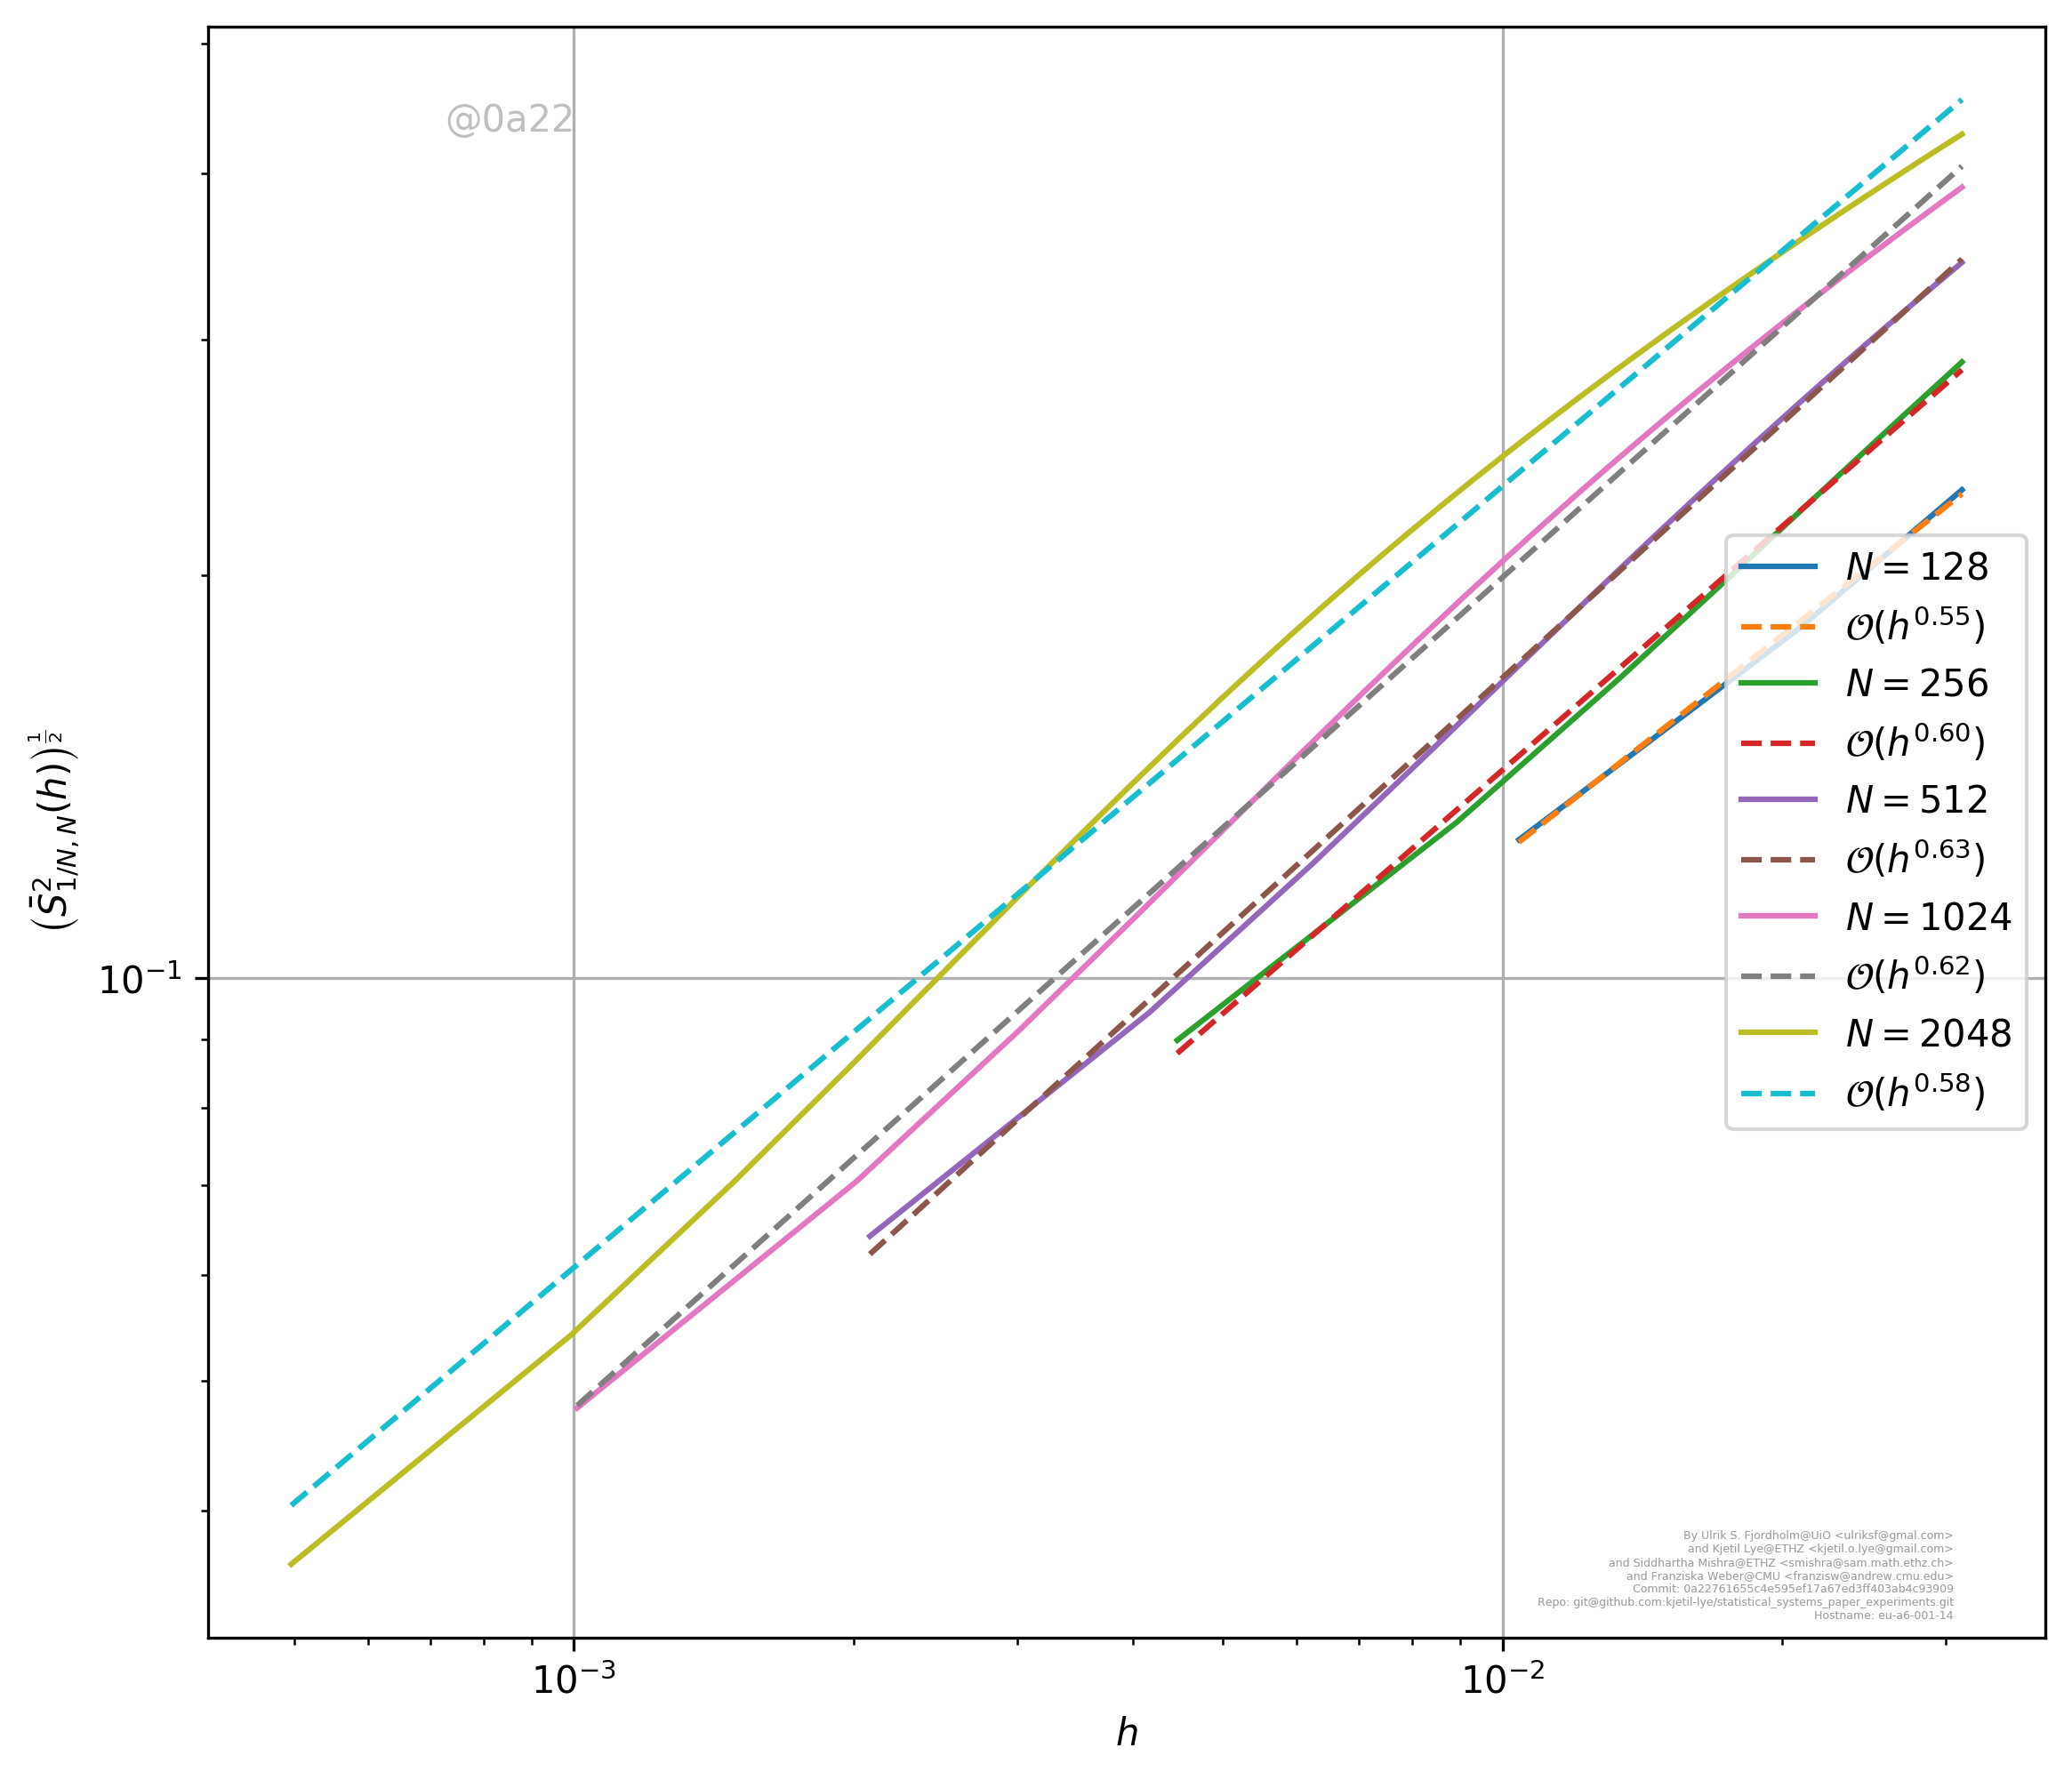 @0a22
(S̄²₁/N, N(h))^½
10⁻¹
N = 128
𝒪(h^0.55)
N = 256
𝒪(h^0.60)
N = 512
𝒪(h^0.63)
N = 1024
𝒪(h^0.62)
N = 2048
𝒪(h^0.58)
By Ulrik S. Fjordholm@UiO <ulriksf@gmal.com>
and Kjetil Lye@ETHZ <kjetil.o.lye@gmail.com>
and Siddhartha Mishra@ETHZ <smishra@sam.math.ethz.ch>
and Franziska Weber@CMU <franzisw@andrew.cmu.edu>
Commit: 0a22761655c4e595ef17a67ed3ff403ab4c93909
Repo: git@github.com:kjetil-lye/statistical_systems_paper_experiments.git
Hostname: eu-a6-001-14
10⁻³
10⁻²
h